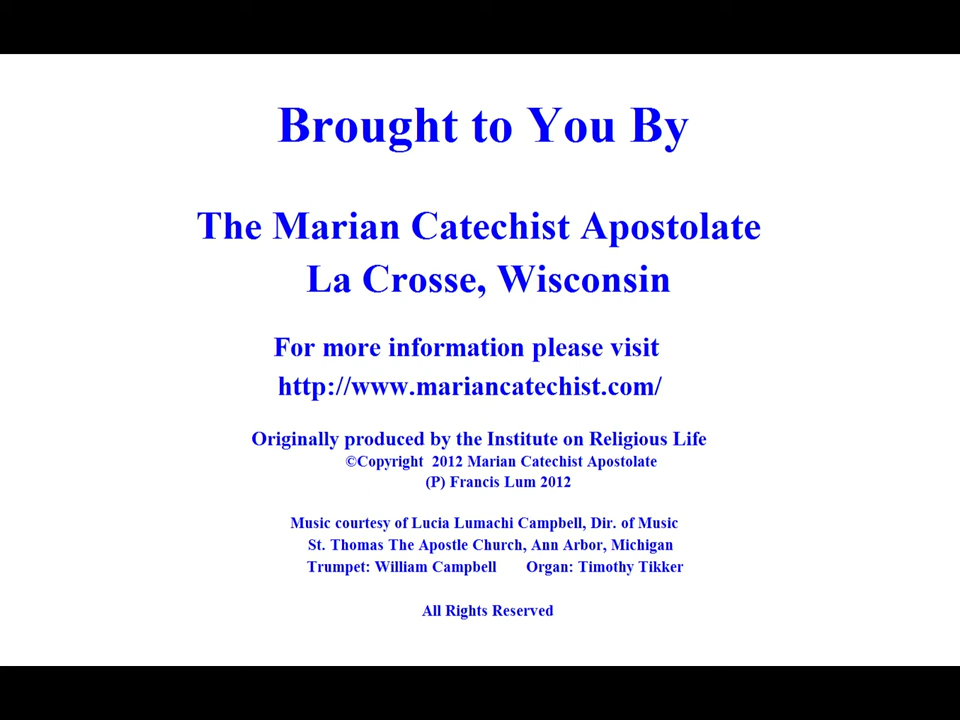 Brought to You By
The Marian Catechist Apostolate
La Crosse, Wisconsin
For more information please visit
http://www.mariancatechist.com/
Originally produced by the Institute on Religious Life
©Copyright 2012 Marian Catechist Apostolate
(P) Francis Lum 2012
Music courtesy of Lucia Lumachi Campbell, Dir. of Music
St. Thomas The Apostle Church, Ann Arbor, Michigan
Trumpet: William Campbell Organ: Timothy Tikker
All Rights Reserved